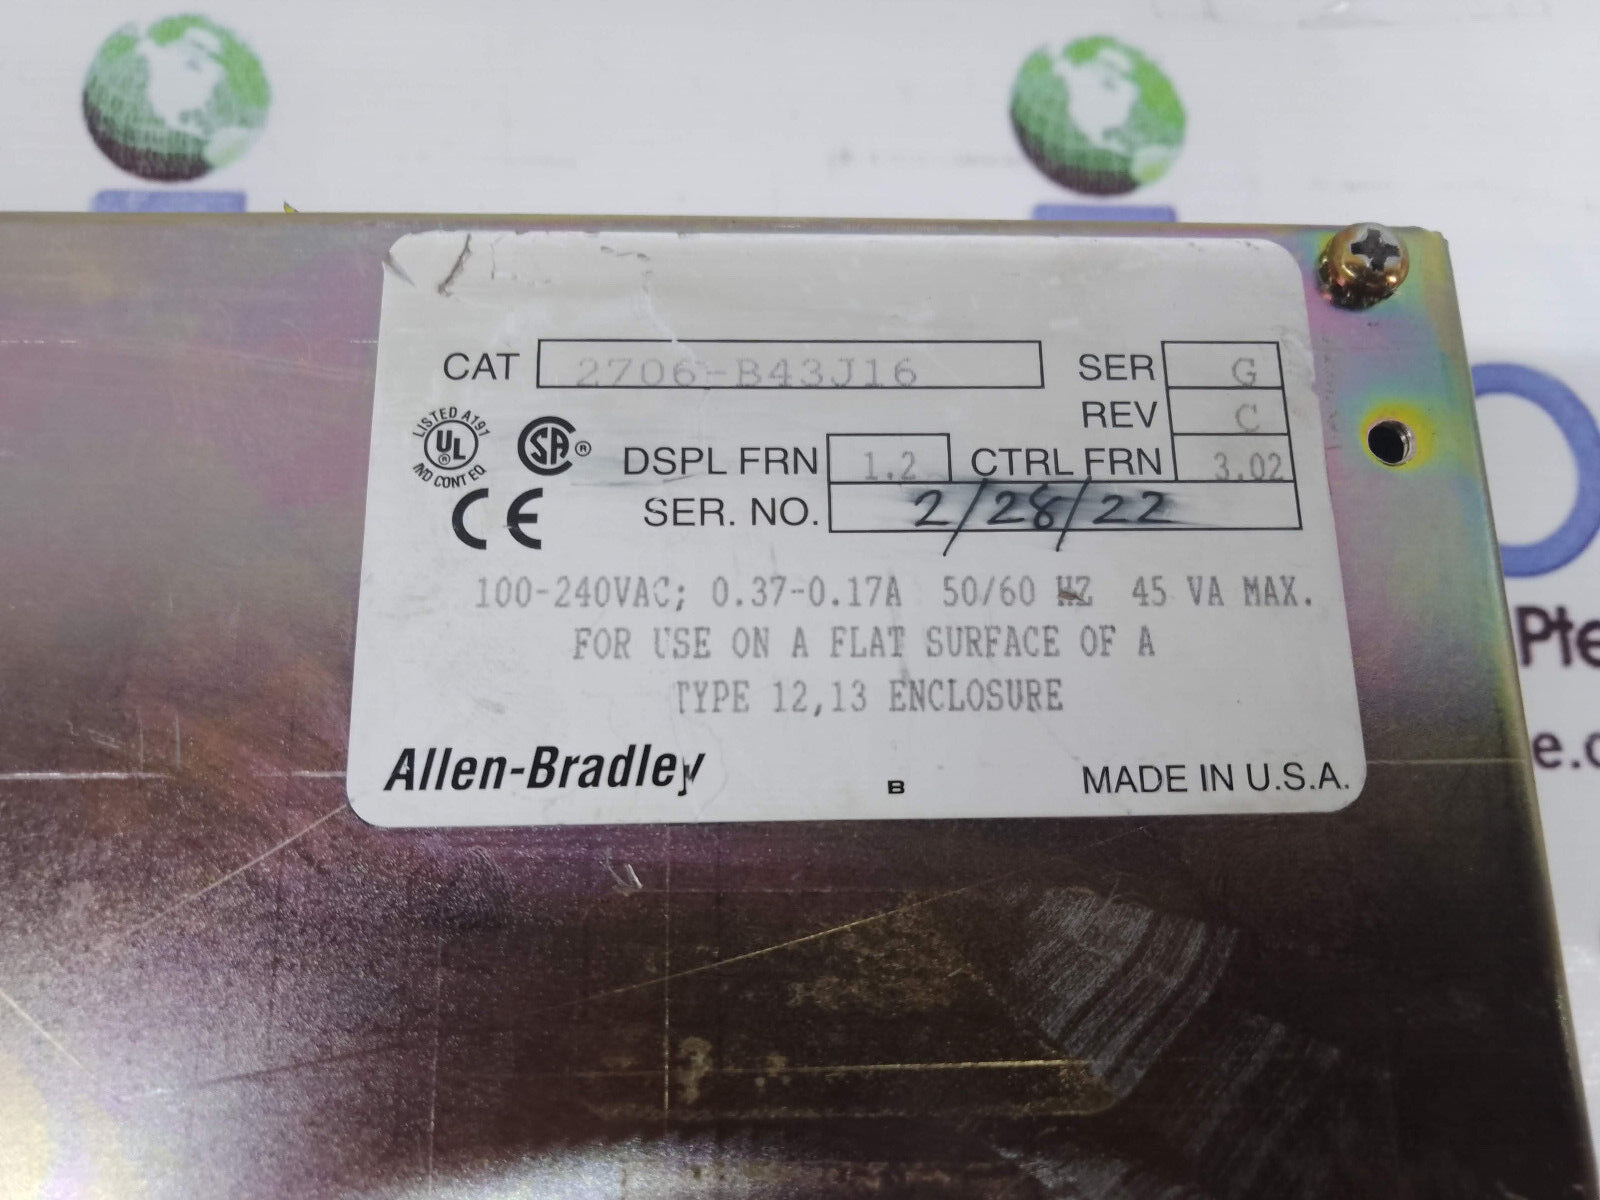 CAT 2706-B43J16 SER G
REV C
LISTED A191
UL
IND CONT EQ
SA
DSPL FRN 1.2 CTRL FRN 3.02
SER. NO. 2/28/22
CE
100-240VAC; 0.37-0.17A 50/60 HZ 45 VA MAX.
FOR USE ON A FLAT SURFACE OF A
TYPE 12,13 ENCLOSURE
Allen-Bradley B MADE IN U.S.A.
Pte
e.c